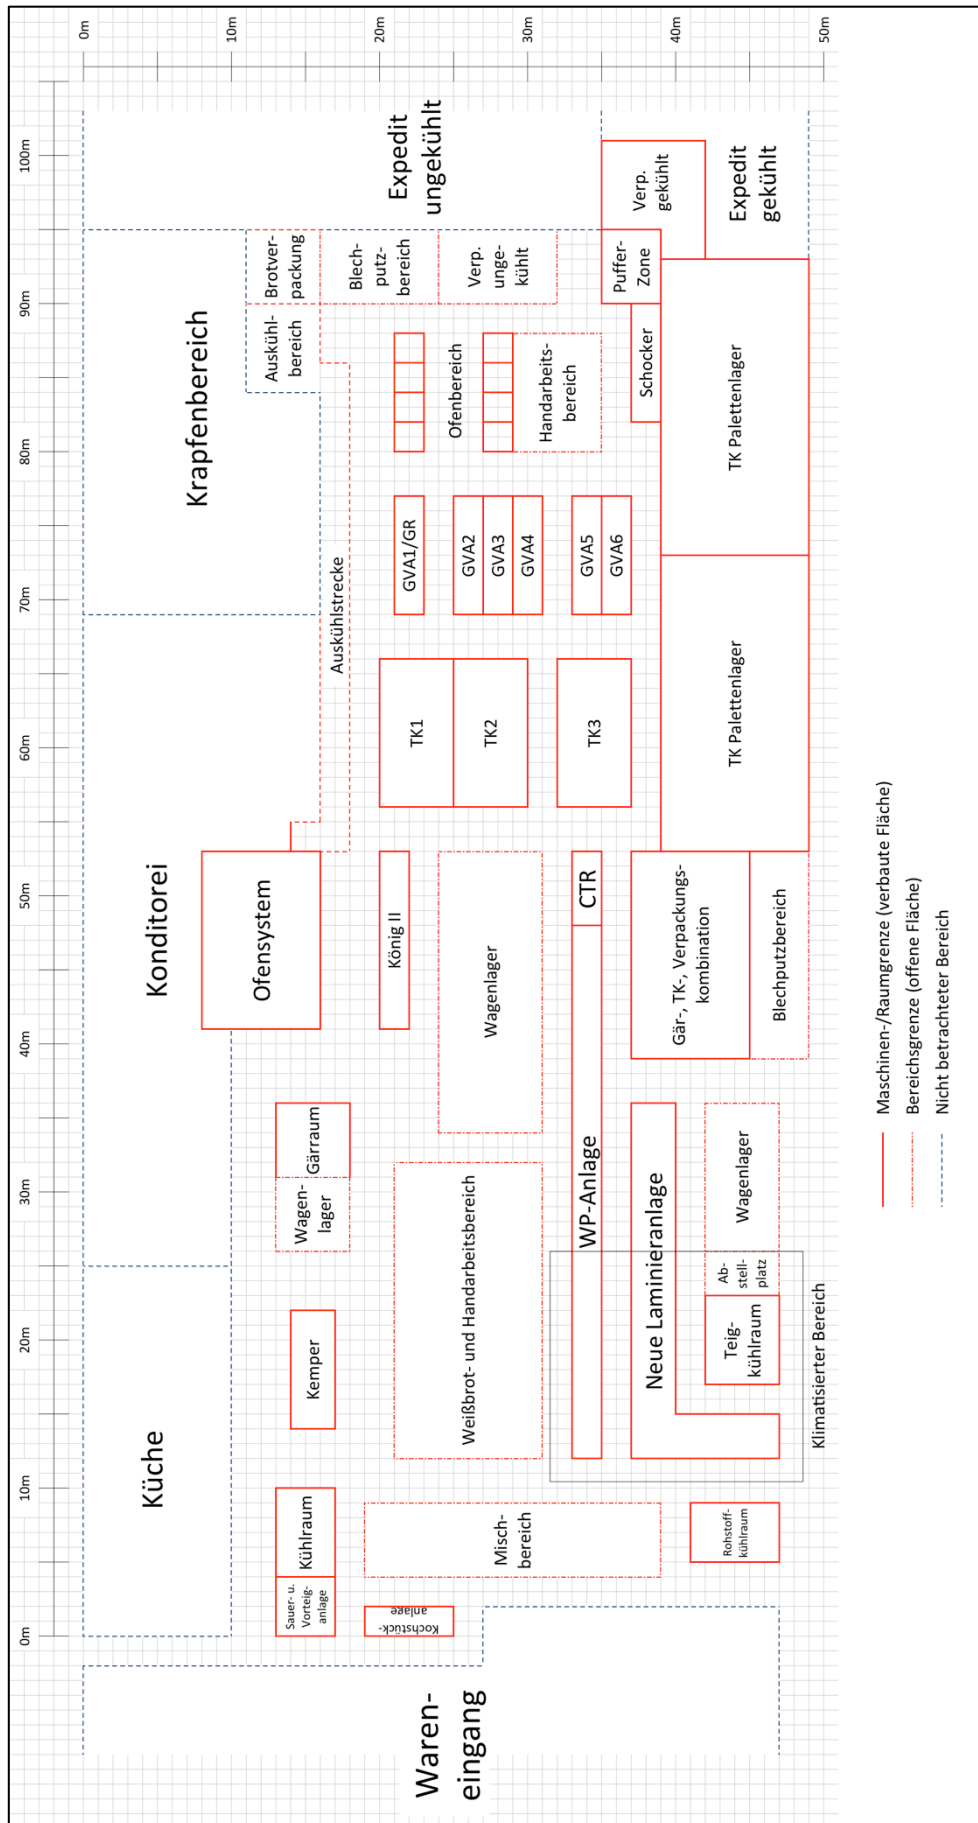 0m
10m
20m
30m
40m
50m
100m
90m
80m
70m
60m
50m
40m
30m
20m
10m
0m
Expedit
ungekühlt
Expedit
gekühlt
Verp.
gekühlt
Puffer-
Zone
Brotver-
packung
Blech-
putz-
bereich
Verp.
unge-
kühlt
Auskühl-
bereich
Krapfenbereich
Ofenbereich
Handarbeits-
bereich
Schocker
TK Palettenlager
GVA1/GR
GVA2
GVA3
GVA4
GVA5
GVA6
Auskühlstrecke
TK1
TK2
TK3
TK Palettenlager
Konditorei
Ofensystem
König II
Wagenlager
CTR
Gär-, TK-, Verpackungs-
kombination
Blechputzbereich
Gärraum
Wagen-
lager
Weißbrot- und Handarbeitsbereich
WP-Anlage
Neue Laminieranlage
Wagenlager
Ab-
stell-
platz
Teig-
kühlraum
Klimatisierter Bereich
Küche
Kemper
Kühlraum
Sauer- u.
Vorteig-
anlage
Kochstück-
anlage
Misch-
bereich
Rohstoff-
kühlraum
Waren-
eingang
Maschinen-/Raumgrenze (verbaute Fläche)
Bereichsgrenze (offene Fläche)
Nicht betrachteter Bereich